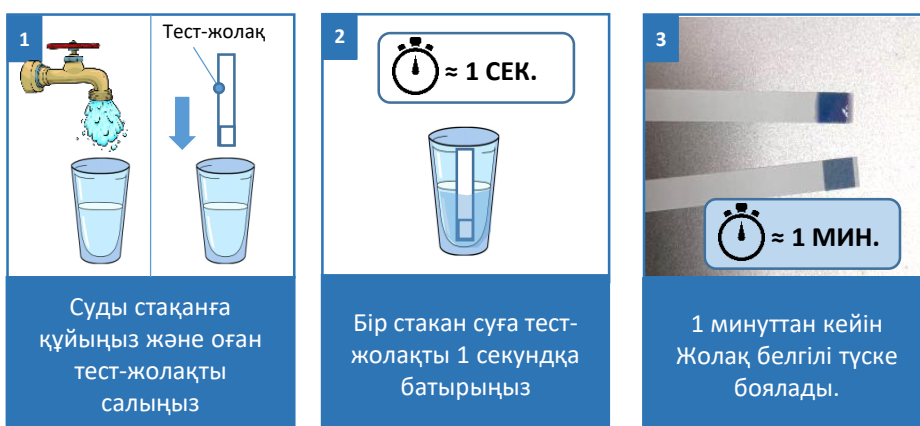 1
Тест-жолақ
Суды стақанға
құйыңыз және оған
тест-жолақты
салыңыз
2
≈ 1 СЕК.
Бір стакан суға тест-
жолақты 1 секундқа
батырыңыз
3
≈ 1 МИН.
1 минуттан кейін
Жолақ белгілі түске
боялады.